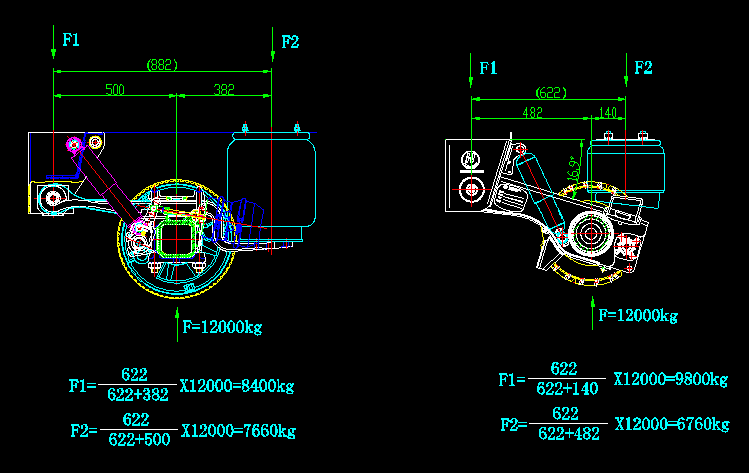 F1
F2
(882)
500
382
F=12000kg
F1=622/622+382 X12000=8400kg
F2=622/622+500 X12000=7660kg
F1
F2
(622)
482
140
16.9°
F=12000kg
F1=622/622+140 X12000=9800kg
F2=622/622+482 X12000=6760kg